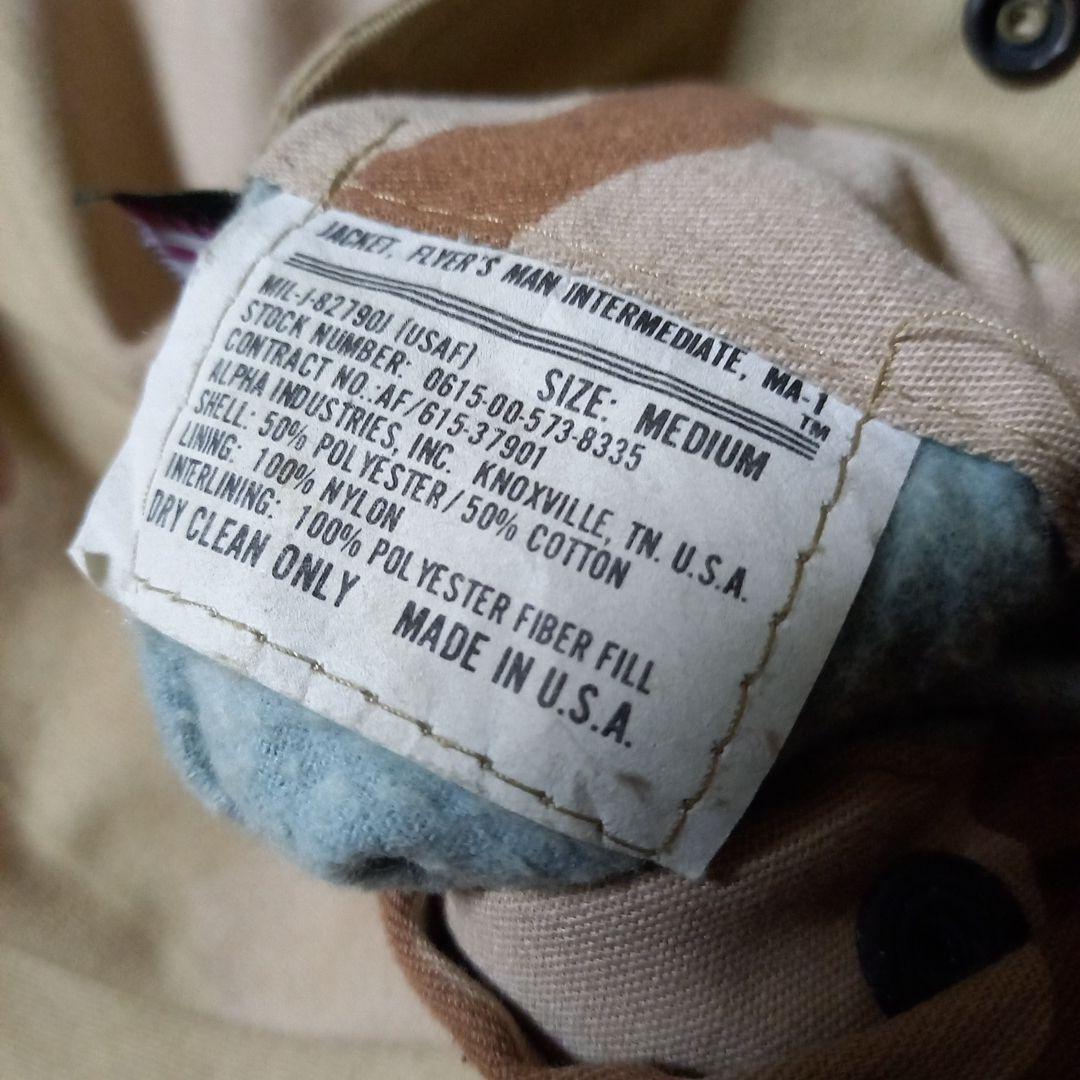 JACKET, FLYER'S MAN INTERMEDIATE, MA-1
TM
MIL-J-82790J (USAF) SIZE: MEDIUM
STOCK NUMBER: 0615-00-573-8335
CONTRACT NO.:AF/615-37901
ALPHA INDUSTRIES, INC. KNOXVILLE, TN. U.S.A.
SHELL: 50% POLYESTER/50% COTTON
LINING: 100% NYLON
INTERLINING: 100% POLYESTER FIBER FILL
DRY CLEAN ONLY MADE IN U.S.A.